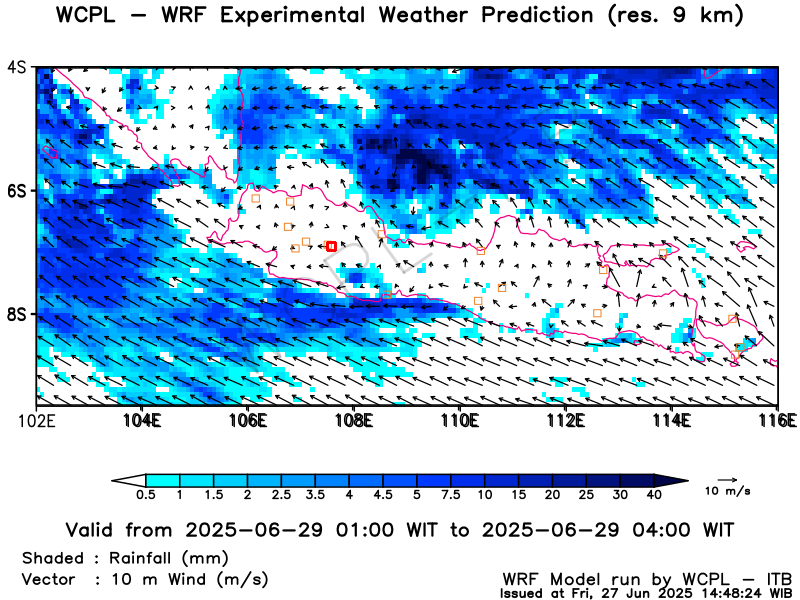 WCPL – WRF Experimental Weather Prediction (res. 9 km)
4S
6S
8S
102E 104E 106E 108E 110E 112E 114E 116E
PL
0.5 1 1.5 2 2.5 3.5 4 4.5 5 7.5 10 15 20 25 30 40
10 m/s
Valid from 2025–06–29 01:00 WIT to 2025–06–29 04:00 WIT
Shaded : Rainfall (mm)
Vector : 10 m Wind (m/s)
WRF Model run by WCPL – ITB
Issued at Fri, 27 Jun 2025 14:48:24 WIB